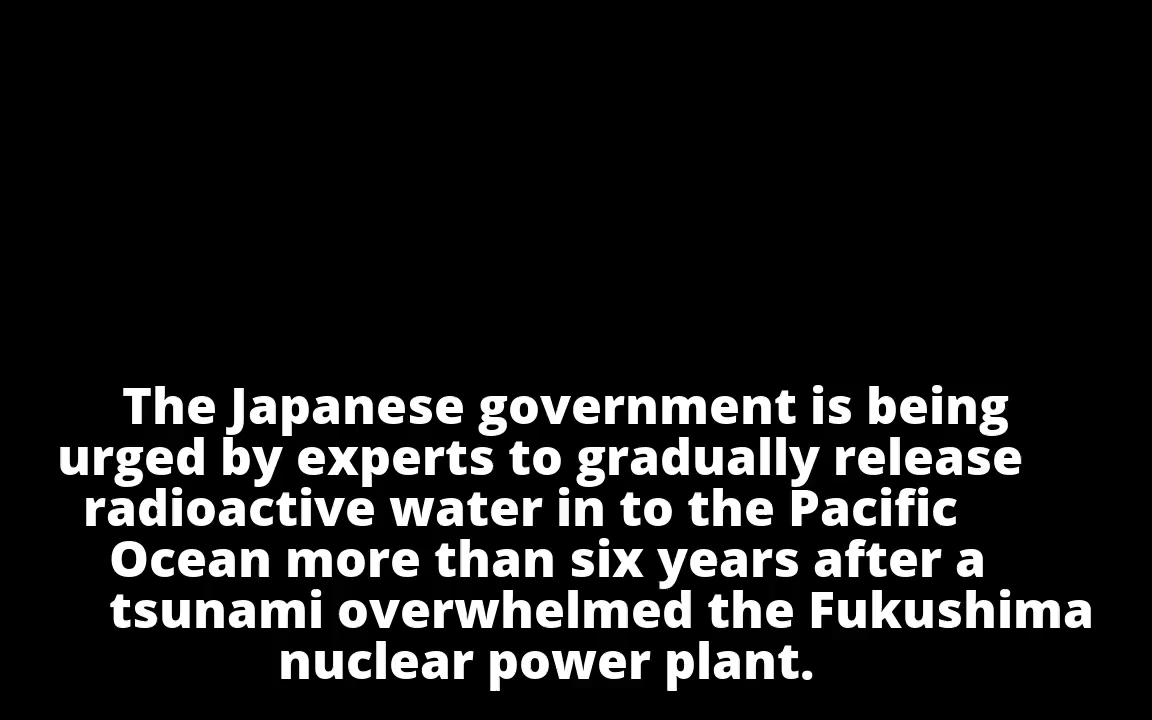 The Japanese government is being
urged by experts to gradually release
radioactive water in to the Pacific
Ocean more than six years after a
tsunami overwhelmed the Fukushima
nuclear power plant.